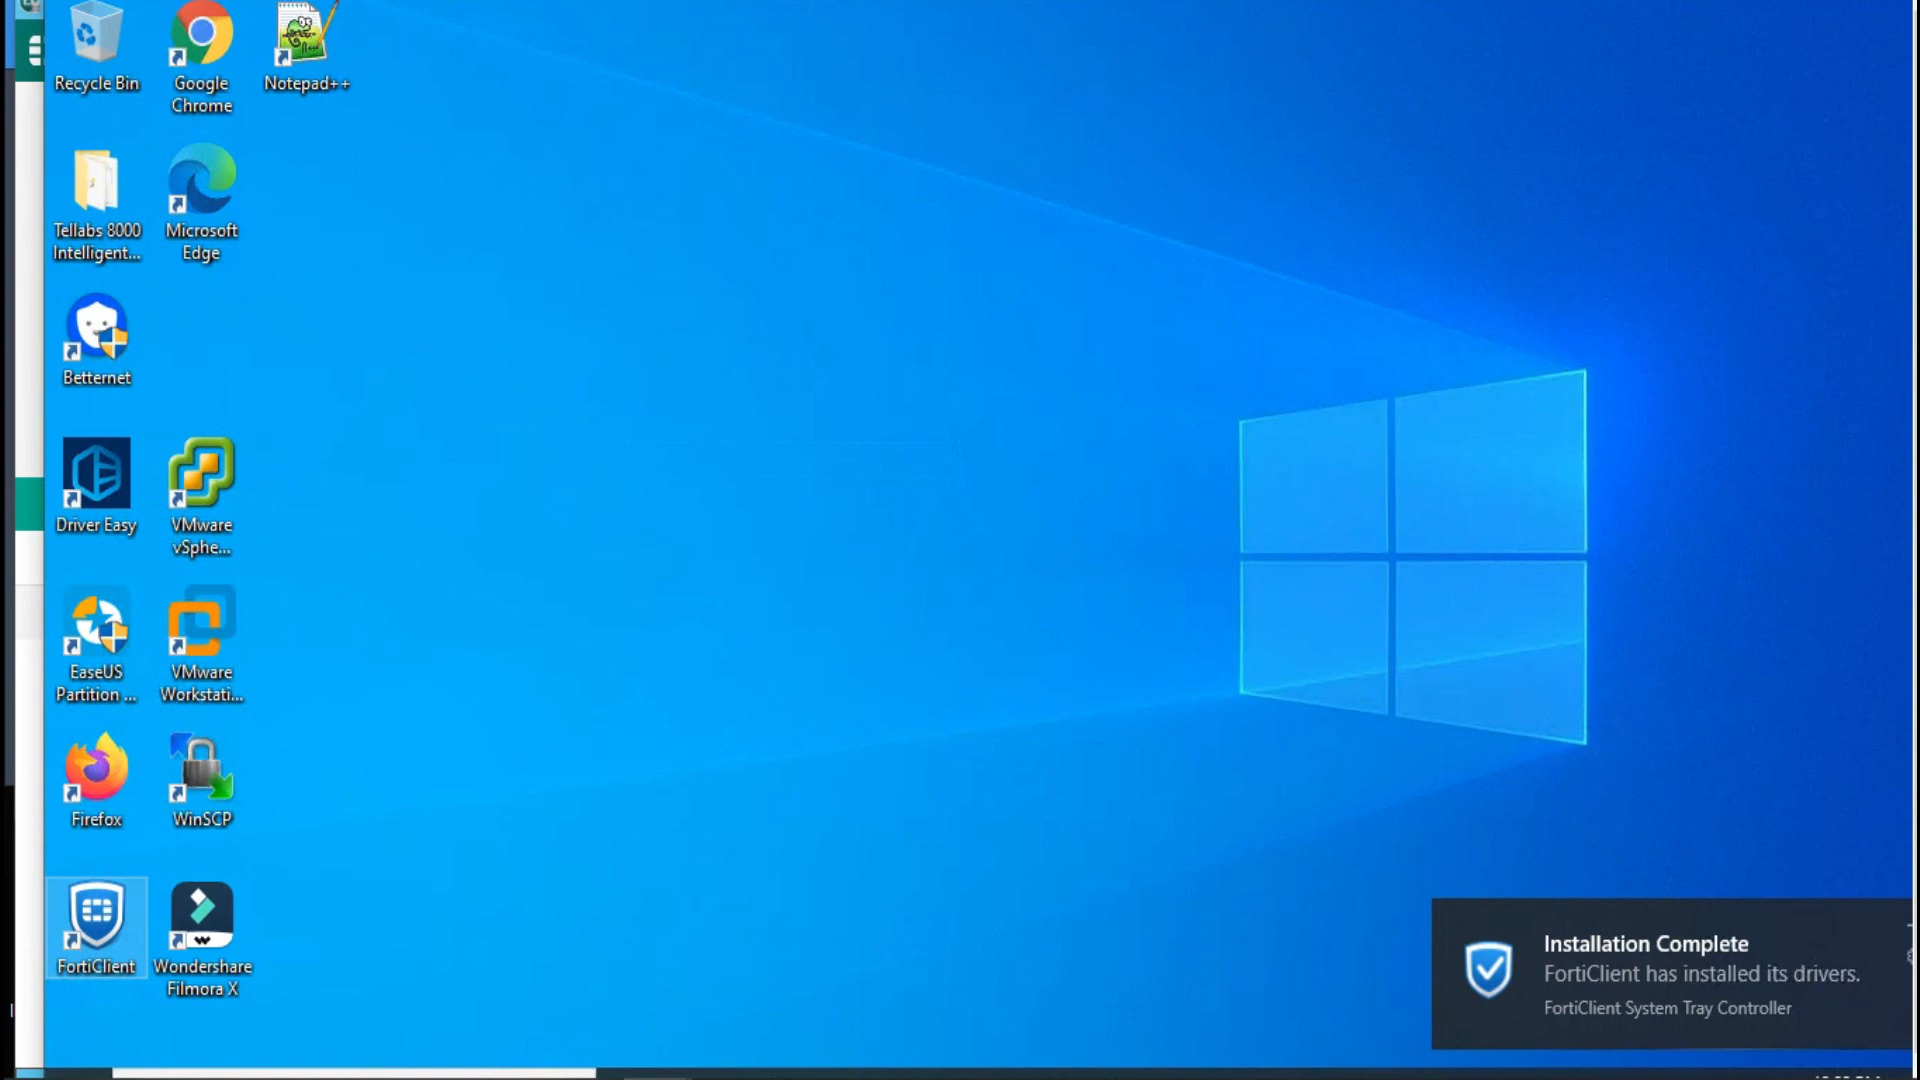 Recycle Bin
Google
Chrome
Notepad++
Tellabs 8000
Intelligent...
Microsoft
Edge
Betternet
Driver Easy
VMware
vSphe...
EaseUS
Partition ...
VMware
Workstati...
Firefox
WinSCP
FortiClient
Wondershare
Filmora X
Installation Complete
FortiClient has installed its drivers.
FortiClient System Tray Controller